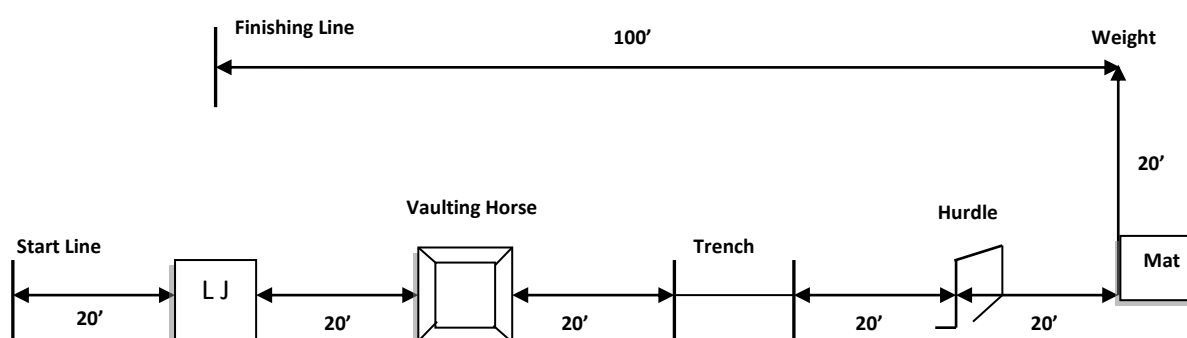 Finishing Line
100’
Weight
20’
Vaulting Horse
Hurdle
Start Line
Trench
Mat
L J
20’
20’
20’
20’
20’